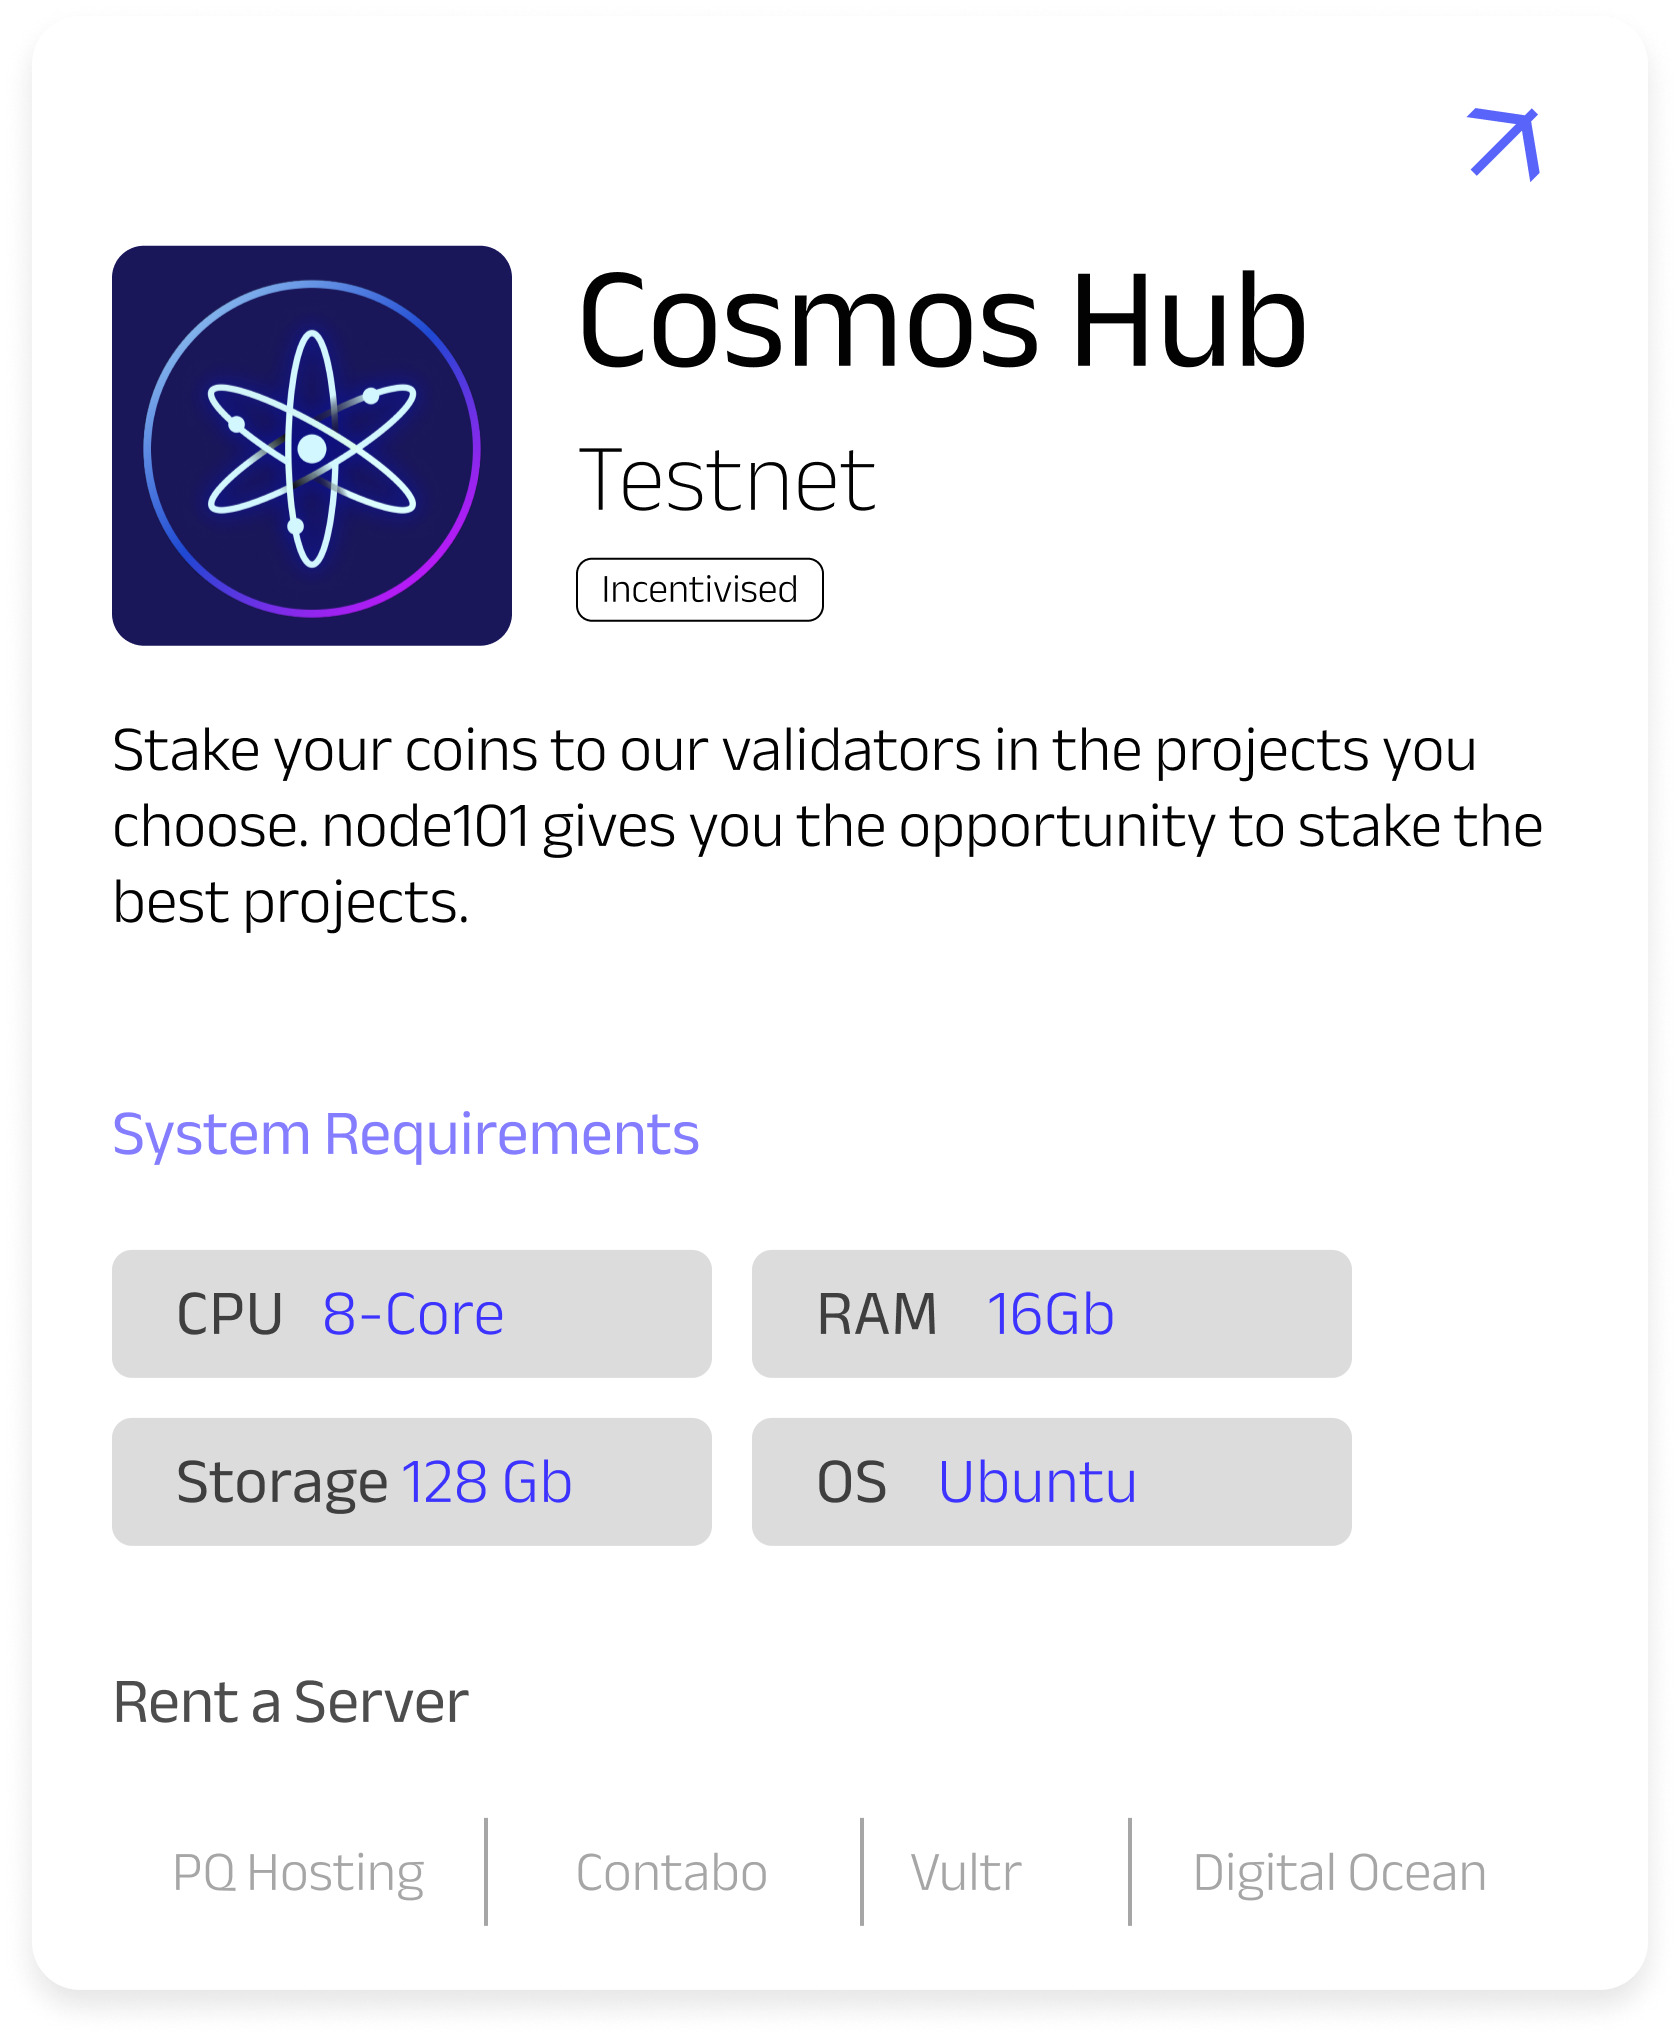 Cosmos Hub
Testnet
Incentivised
Stake your coins to our validators in the projects you
choose. node101 gives you the opportunity to stake the
best projects.
System Requirements
CPU 8-Core
RAM 16Gb
Storage 128 Gb
OS Ubuntu
Rent a Server
PQ Hosting
Contabo
Vultr
Digital Ocean